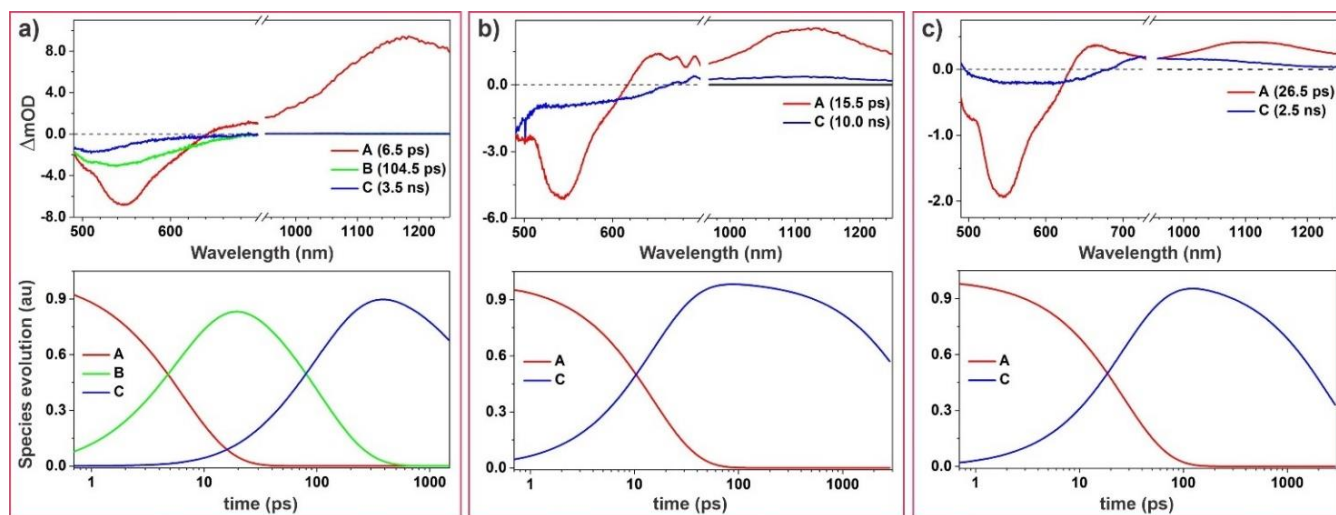 a)
8.0
4.0
0.0
-4.0
-8.0
ΔmOD
A (6.5 ps)
B (104.5 ps)
C (3.5 ns)
500 600 1000 1100 1200
Wavelength (nm)
0.9
0.6
0.3
0.0
Species evolution (au)
A
B
C
1 10 100 1000
time (ps)
b)
3.0
0.0
-3.0
-6.0
A (15.5 ps)
C (10.0 ns)
500 600 1000 1100 1200
Wavelength (nm)
0.9
0.6
0.3
0.0
A
C
1 10 100 1000
time (ps)
c)
0.0
-1.0
-2.0
A (26.5 ps)
C (2.5 ns)
500 600 700 1000 1100 1200
Wavelength (nm)
0.9
0.6
0.3
0.0
A
C
1 10 100 1000
time (ps)